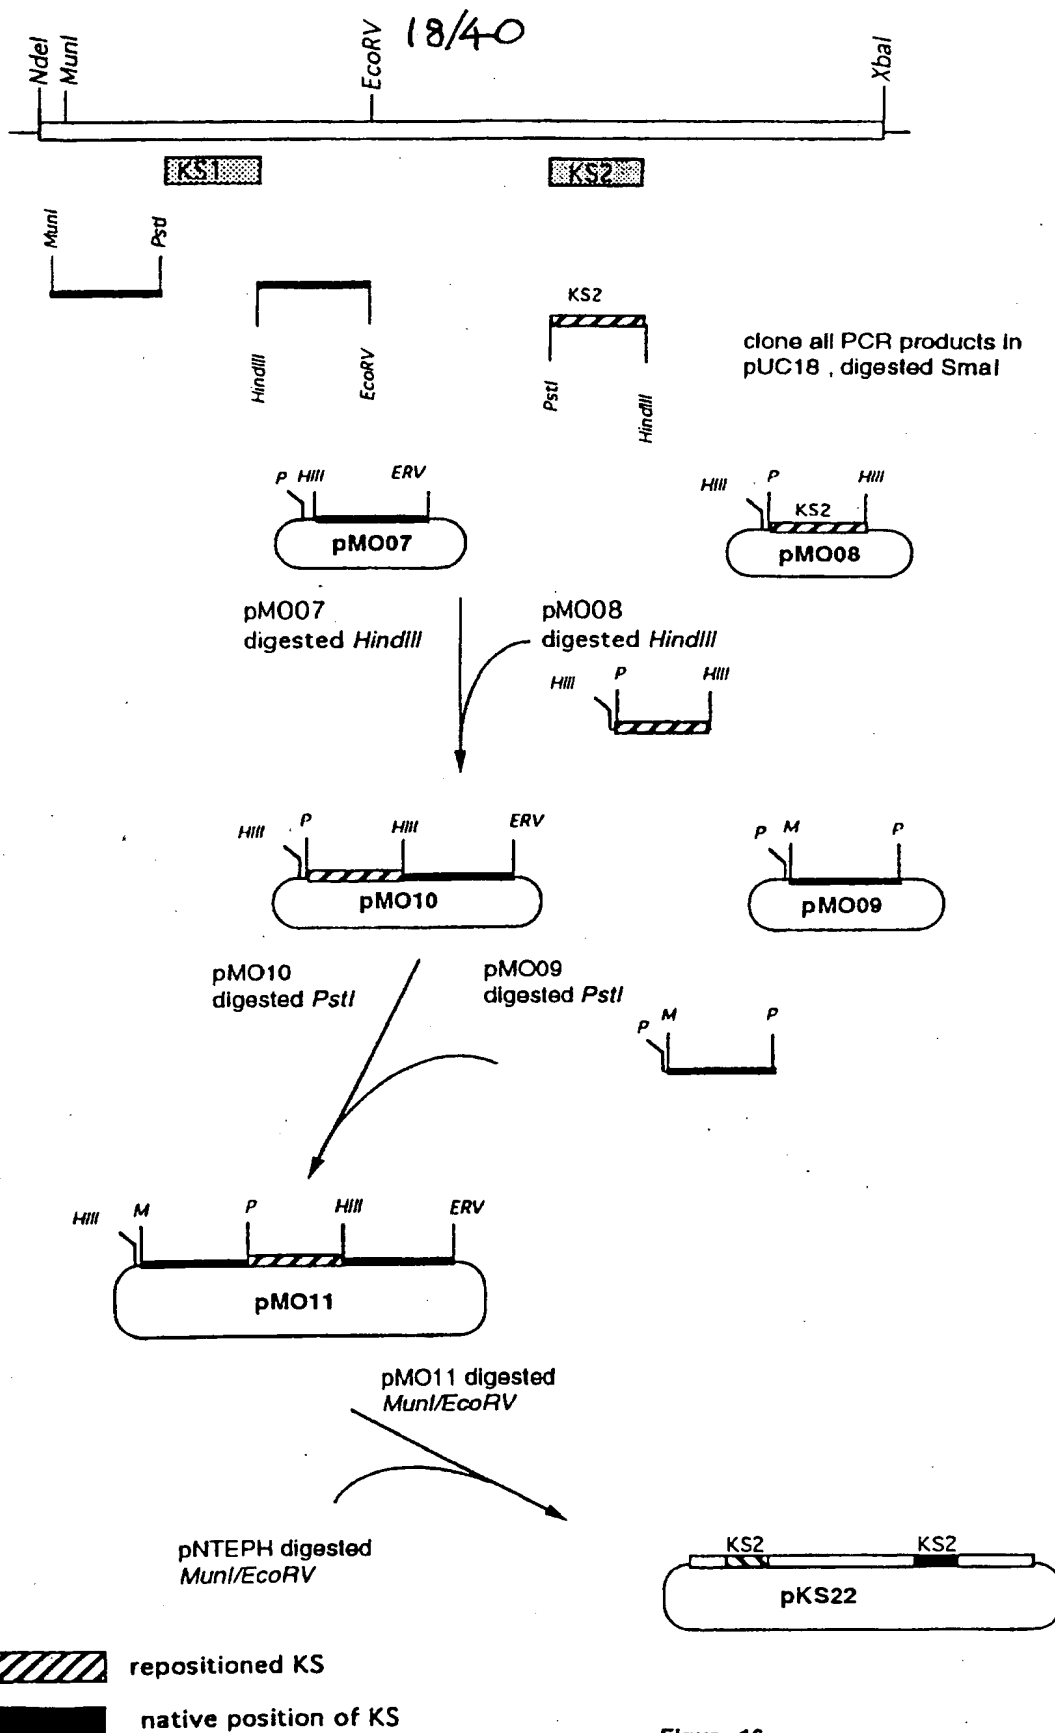 18/40
NdeI
MunI
EcoRV
XbaI
KS1
KS2
MunI
PstI
HindIII
EcoRV
KS2
PstI
HindIII
clone all PCR products in
pUC18 , digested SmaI
P HIII ERV
pMO07
HIII P HIII
KS2
pMO08
pMO07
digested HindIII
pMO08
digested HindIII
HIII P HIII
HIII P HIII ERV
pMO10
P M P
pMO09
pMO10
digested PstI
pMO09
digested PstI
P M P
HIII M P HIII ERV
pMO11
pMO11 digested
MunI/EcoRV
pNTEPH digested
MunI/EcoRV
KS2 KS2
pKS22
repositioned KS
native position of KS